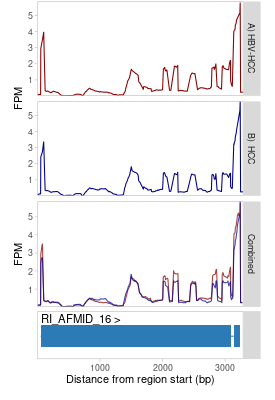 5
4
3
2
1
A) HBV-HCC
FPM
5
4
3
2
1
B) HCC
5
4
3
2
1
Combined
FPM
RI_AFMID_16 >
1000 2000 3000
Distance from region start (bp)